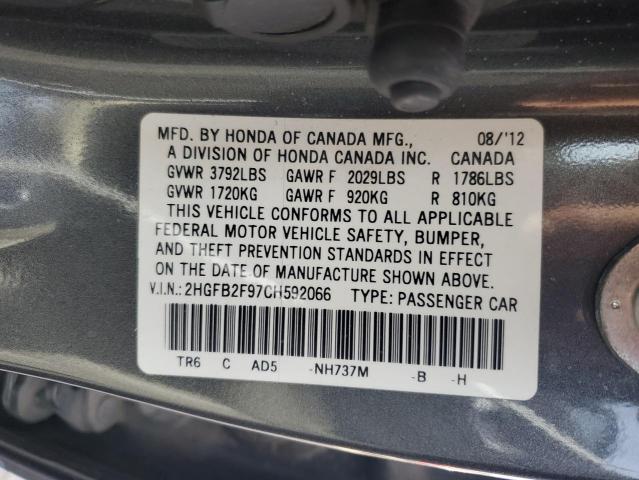 MFD. BY HONDA OF CANADA MFG., 08/'12
A DIVISION OF HONDA CANADA INC. CANADA
GVWR 3792LBS GAWR F 2029LBS R 1786LBS
GVWR 1720KG GAWR F 920KG R 810KG
THIS VEHICLE CONFORMS TO ALL APPLICABLE
FEDERAL MOTOR VEHICLE SAFETY, BUMPER,
AND THEFT PREVENTION STANDARDS IN EFFECT
ON THE DATE OF MANUFACTURE SHOWN ABOVE.
V.I.N.: 2HGFB2F97CH592066 TYPE: PASSENGER CAR
TR6 C AD5 -NH737M -B -H